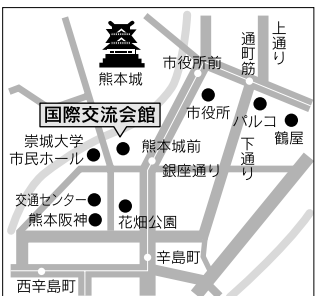 上通り
通町筋
市役所前
熊本城
市役所
パルコ
鶴屋
国際交流会館
崇城大学
市民ホール
熊本城前
銀座通り
下通り
交通センター
熊本阪神
花畑公園
辛島町
西辛島町